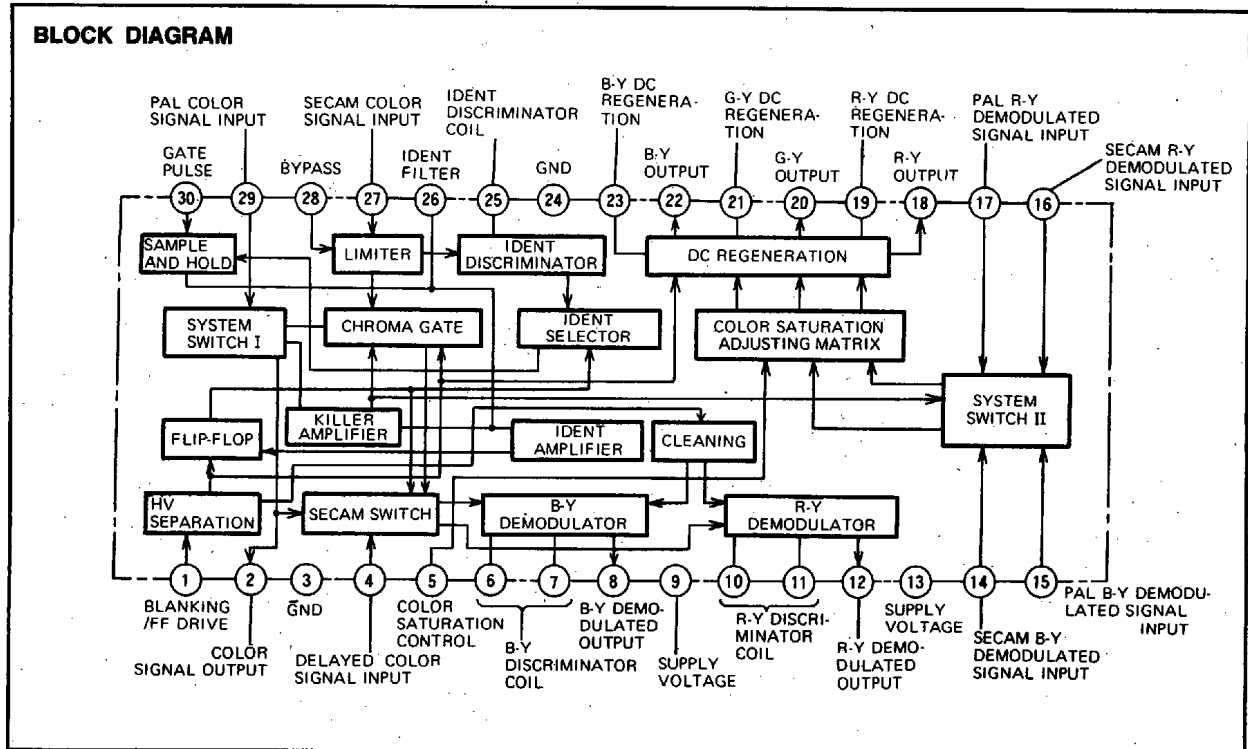 BLOCK DIAGRAM
PAL COLOR
SIGNAL INPUT
SECAM COLOR
SIGNAL INPUT
IDENT
DISCRIMINATOR
COIL
B-Y DC
REGENERA-
TION
G-Y DC
REGENERA-
TION
R-Y DC
REGENERA-
TION
PAL R-Y
DEMODULATED
SIGNAL INPUT
SECAM R-Y
DEMODULATED
SIGNAL INPUT
GATE
PULSE
BYPASS
IDENT
FILTER
GND
B-Y
OUTPUT
G-Y
OUTPUT
R-Y
OUTPUT
30 29 28 27 26 25 24 23 22 21 20 19 18 17 16
SAMPLE
AND HOLD
LIMITER
IDENT
DISCRIMINATOR
DC REGENERATION
SYSTEM
SWITCH I
CHROMA GATE
IDENT
SELECTOR
COLOR SATURATION
ADJUSTING MATRIX
SYSTEM
SWITCH II
FLIP-FLOP
KILLER
AMPLIFIER
IDENT
AMPLIFIER
CLEANING
HV
SEPARATION
SECAM SWITCH
B-Y
DEMODULATOR
R-Y
DEMODULATOR
1 2 3 4 5 6 7 8 9 10 11 12 13 14 15
BLANKING
/FF DRIVE
COLOR
SIGNAL OUTPUT
GND
DELAYED COLOR
SIGNAL INPUT
COLOR
SATURATION
CONTROL
B-Y
DISCRIMINATOR
COIL
B-Y DEMO-
DULATED
OUTPUT
SUPPLY
VOLTAGE
R-Y DISCRI-
MINATOR
COIL
R-Y DEMO-
DULATED
OUTPUT
SUPPLY
VOLTAGE
SECAM B-Y
DEMODULATED
SIGNAL INPUT
PAL B-Y DEMODU-
LATED SIGNAL
INPUT